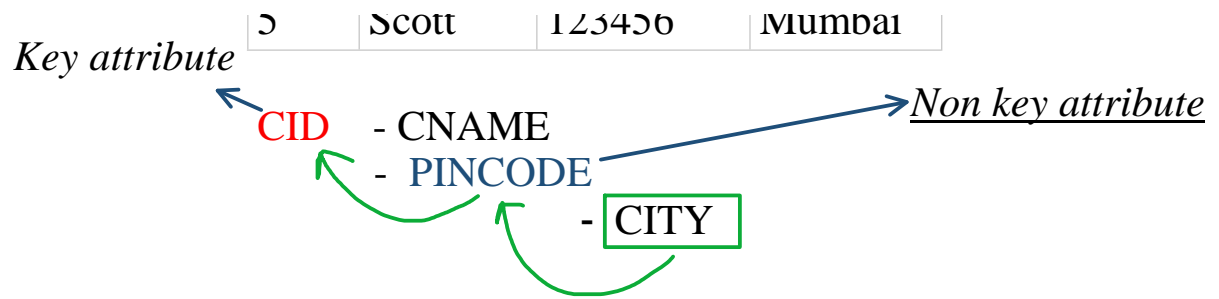 5 Scott 123456 Mumbai
Key attribute
Non key attribute
CID - CNAME
- PINCODE
- CITY